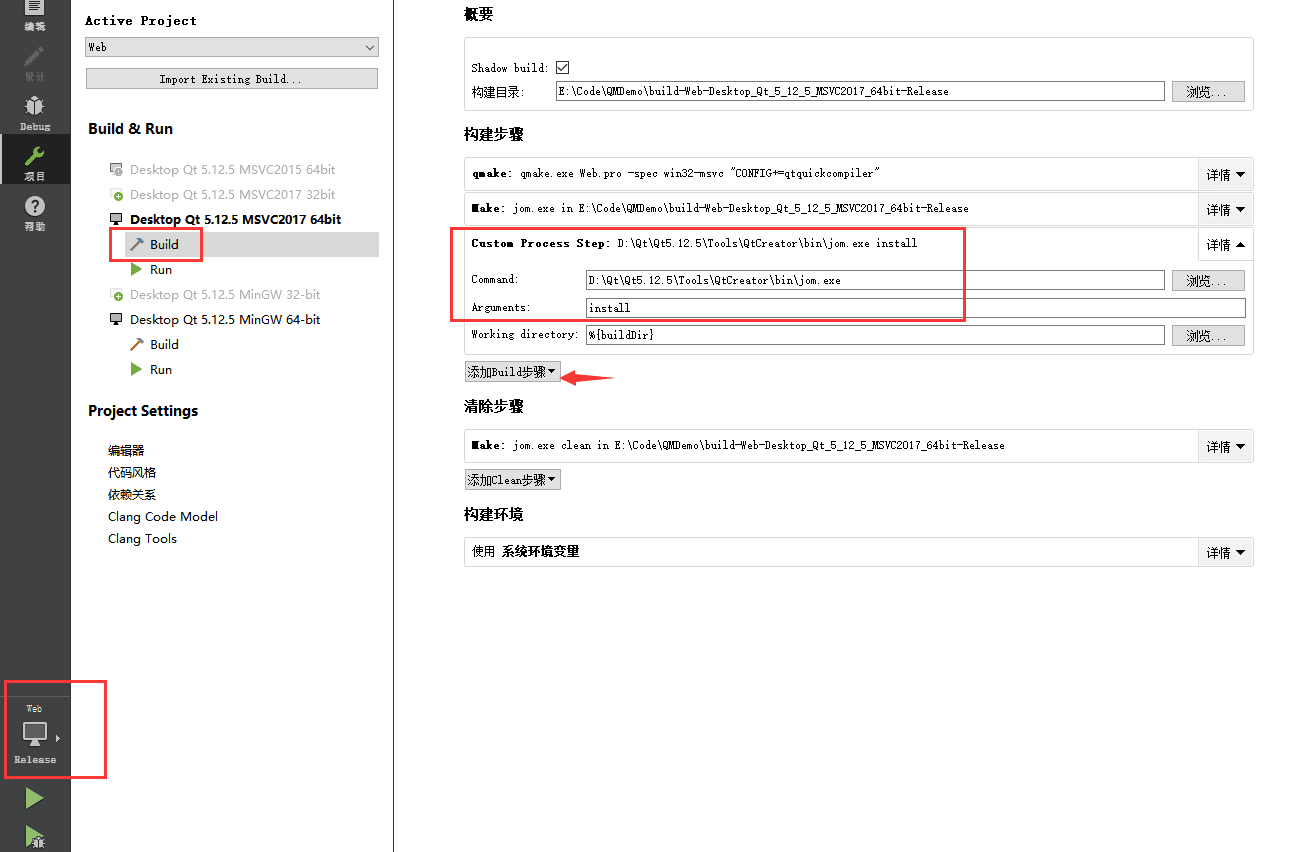 编辑
设计
Debug
项目
帮助
Web
Release
Active Project
Web
Import Existing Build...
Build & Run
Desktop Qt 5.12.5 MSVC2015 64bit
Desktop Qt 5.12.5 MSVC2017 32bit
Desktop Qt 5.12.5 MSVC2017 64bit
Build
Run
Desktop Qt 5.12.5 MinGW 32-bit
Desktop Qt 5.12.5 MinGW 64-bit
Build
Run
Project Settings
编辑器
代码风格
依赖关系
Clang Code Model
Clang Tools
概要
Shadow build:
构建目录: E:\Code\QMDemo\build-Web-Desktop_Qt_5_12_5_MSVC2017_64bit-Release 浏览...
构建步骤
qmake: qmake.exe Web.pro -spec win32-msvc "CONFIG+=qtquickcompiler" 详情
Make: jom.exe in E:\Code\QMDemo\build-Web-Desktop_Qt_5_12_5_MSVC2017_64bit-Release 详情
Custom Process Step: D:\Qt\Qt5.12.5\Tools\QtCreator\bin\jom.exe install 详情
Command: D:\Qt\Qt5.12.5\Tools\QtCreator\bin\jom.exe 浏览...
Arguments: install
Working directory: %{buildDir} 浏览...
添加Build步骤
清除步骤
Make: jom.exe clean in E:\Code\QMDemo\build-Web-Desktop_Qt_5_12_5_MSVC2017_64bit-Release 详情
添加Clean步骤
构建环境
使用 系统环境变量 详情